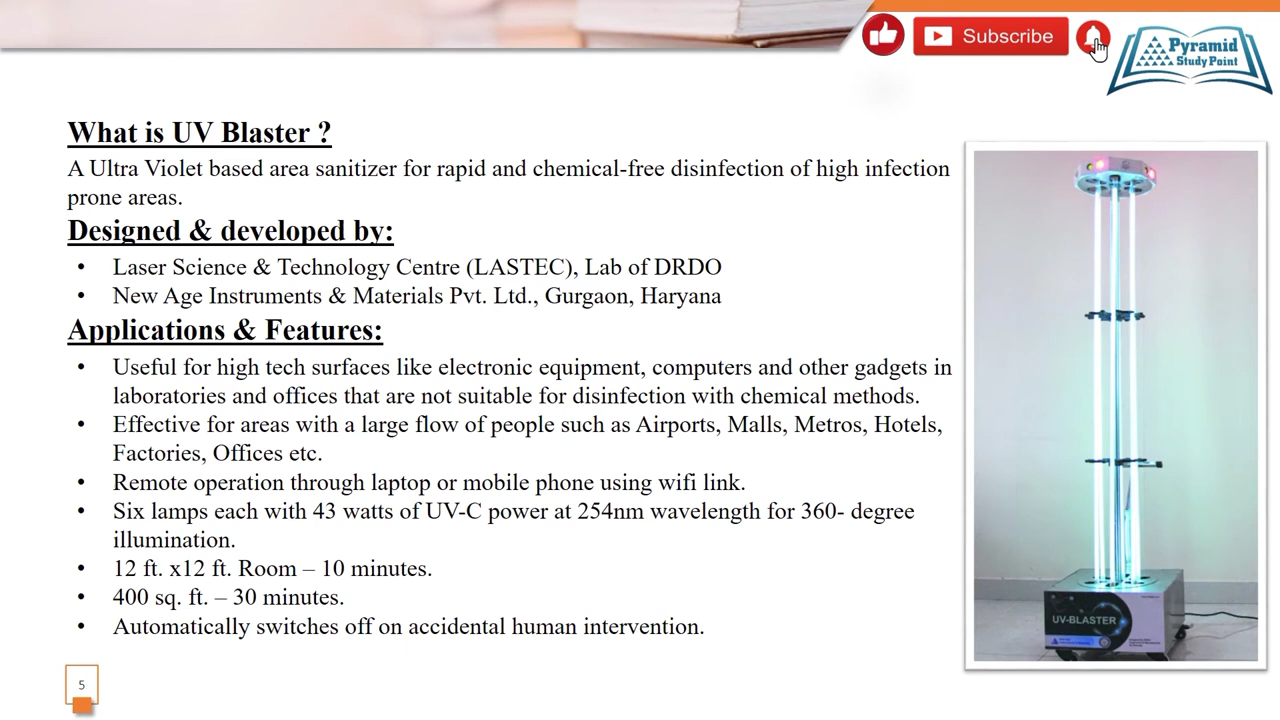 Subscribe
Pyramid
Study Point
What is UV Blaster ?
A Ultra Violet based area sanitizer for rapid and chemical-free disinfection of high infection
prone areas.
Designed & developed by:
• Laser Science & Technology Centre (LASTEC), Lab of DRDO
• New Age Instruments & Materials Pvt. Ltd., Gurgaon, Haryana
Applications & Features:
• Useful for high tech surfaces like electronic equipment, computers and other gadgets in
laboratories and offices that are not suitable for disinfection with chemical methods.
• Effective for areas with a large flow of people such as Airports, Malls, Metros, Hotels,
Factories, Offices etc.
• Remote operation through laptop or mobile phone using wifi link.
• Six lamps each with 43 watts of UV-C power at 254nm wavelength for 360- degree
illumination.
• 12 ft. x12 ft. Room – 10 minutes.
• 400 sq. ft. – 30 minutes.
• Automatically switches off on accidental human intervention.
UV-BLASTER
5